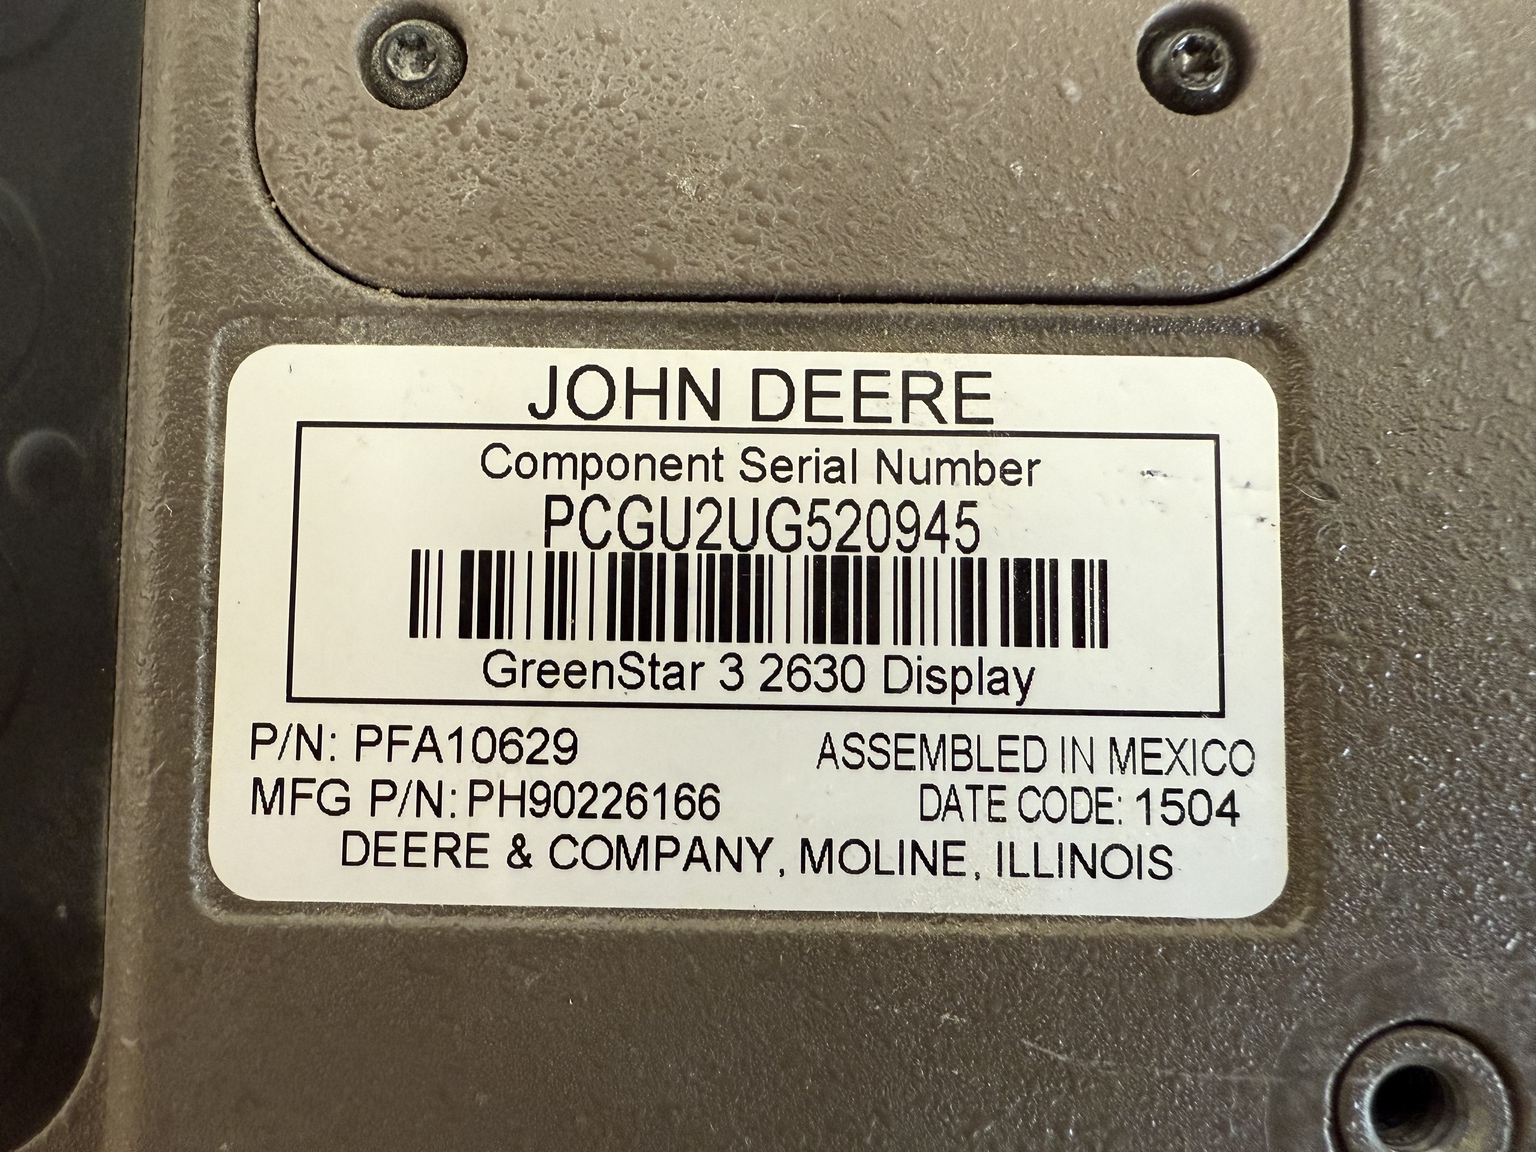 JOHN DEERE
Component Serial Number
PCGU2UG520945
GreenStar 3 2630 Display
P/N: PFA10629
ASSEMBLED IN MEXICO
MFG P/N: PH90226166
DATE CODE: 1504
DEERE & COMPANY, MOLINE, ILLINOIS